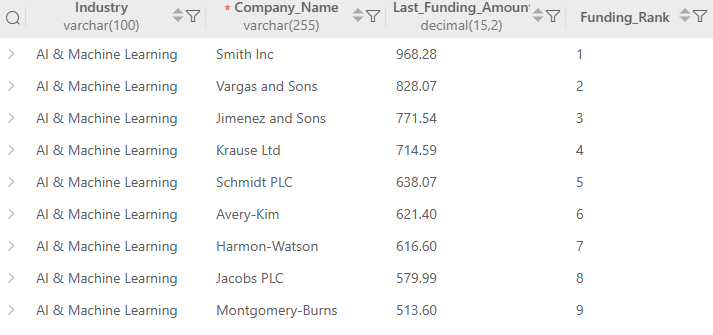 Industry * Company_Name Last_Funding_Amoun Funding_Rank
varchar(100) varchar(255) decimal(15,2)
AI & Machine Learning Smith Inc 968.28 1
AI & Machine Learning Vargas and Sons 828.07 2
AI & Machine Learning Jimenez and Sons 771.54 3
AI & Machine Learning Krause Ltd 714.59 4
AI & Machine Learning Schmidt PLC 638.07 5
AI & Machine Learning Avery-Kim 621.40 6
AI & Machine Learning Harmon-Watson 616.60 7
AI & Machine Learning Jacobs PLC 579.99 8
AI & Machine Learning Montgomery-Burns 513.60 9